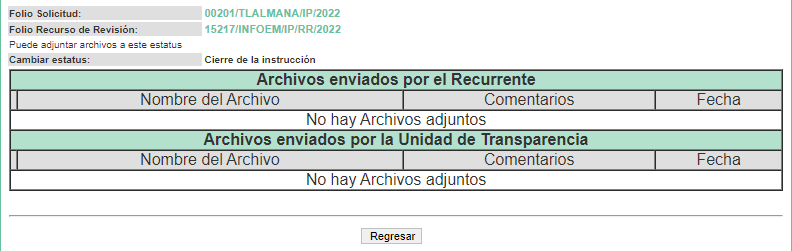 Folio Solicitud: 00201/TLALMANA/IP/2022
Folio Recurso de Revisión: 15217/INFOEM/IP/RR/2022
Puede adjuntar archivos a este estatus
Cambiar estatus: Cierre de la instrucción
Archivos enviados por el Recurrente
Nombre del Archivo Comentarios Fecha
No hay Archivos adjuntos
Archivos enviados por la Unidad de Transparencia
Nombre del Archivo Comentarios Fecha
No hay Archivos adjuntos
Regresar